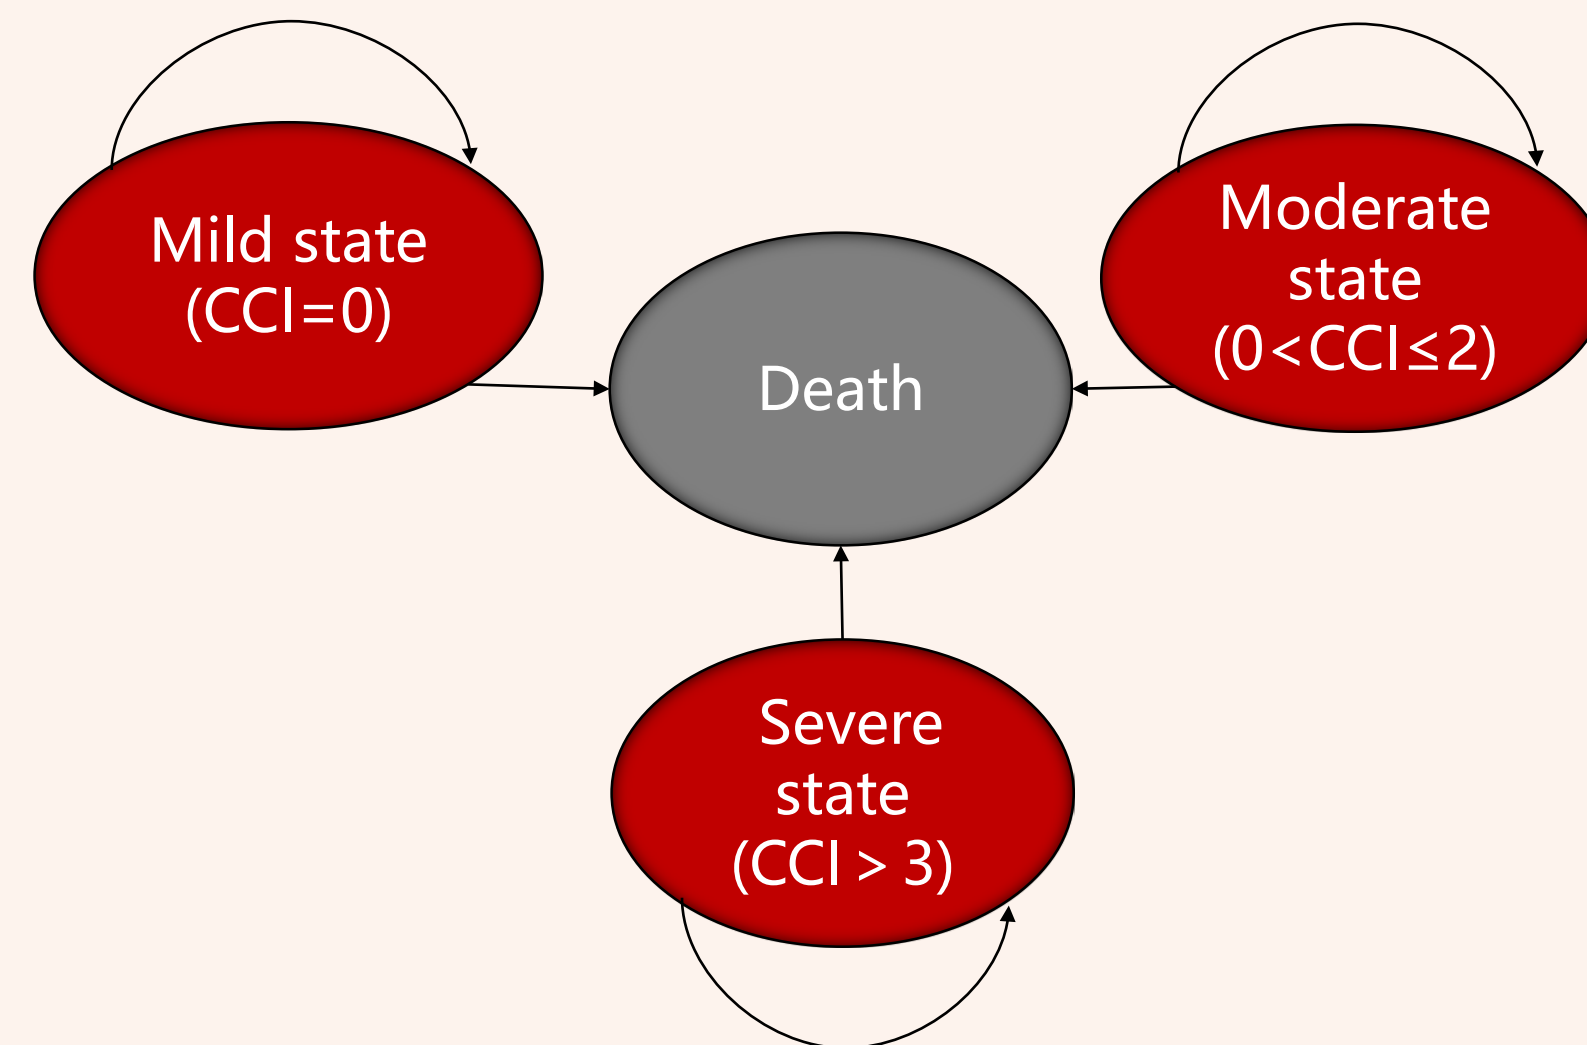 Mild state
(CCI=0)
Moderate
state
(0<CCI≤2)
Death
Severe
state
(CCI > 3)